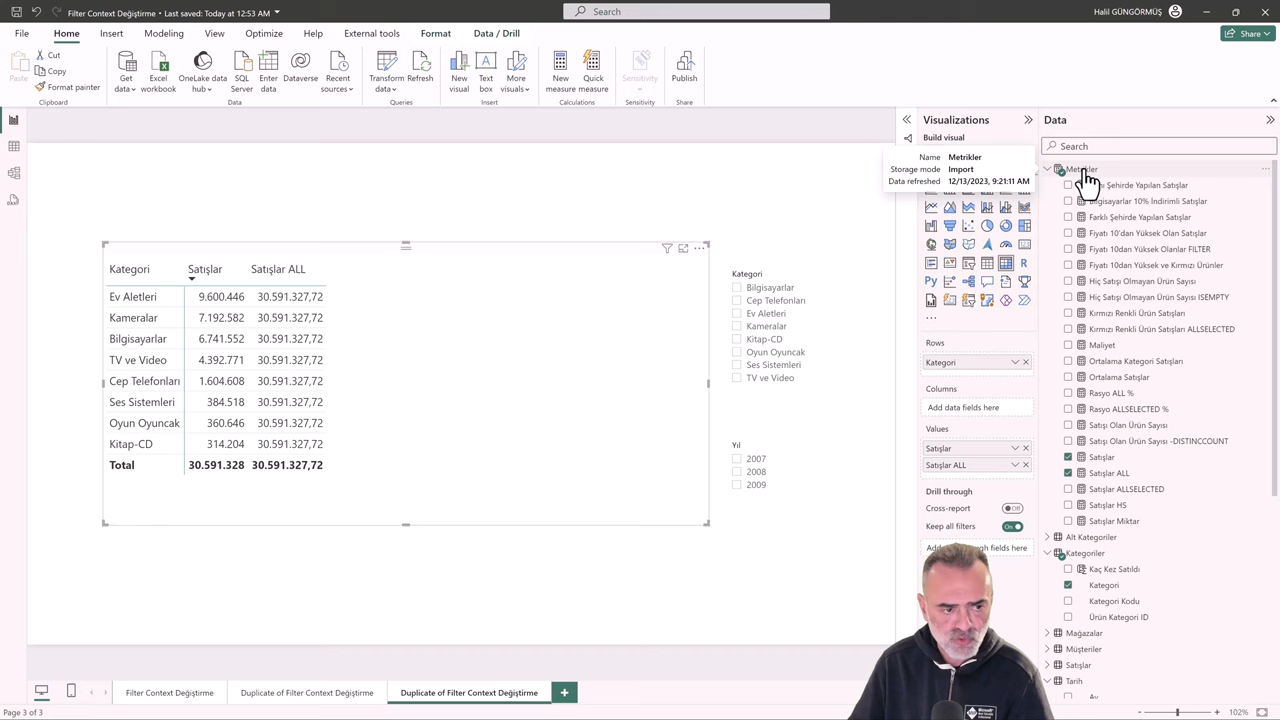 Filter Context Değiştirme • Last saved: Today at 12:53 AM
Search
Halil GÜNGÖRMÜŞ
File
Home
Insert
Modeling
View
Optimize
Help
External tools
Format
Data / Drill
Share
Paste
Cut
Copy
Format painter
Clipboard
Get data
Excel workbook
OneLake data hub
SQL Server
Enter data
Dataverse
Recent sources
Data
Transform data
Refresh
Queries
New visual
Text box
More visuals
Insert
New measure
Quick measure
Calculations
Sensitivity
Sensitivity
Publish
Share
Kategori Satışlar Satışlar ALL
Ev Aletleri 9.600.446 30.591.327,72
Kameralar 7.192.582 30.591.327,72
Bilgisayarlar 6.741.552 30.591.327,72
TV ve Video 4.392.771 30.591.327,72
Cep Telefonları 1.604.608 30.591.327,72
Ses Sistemleri 384.518 30.591.327,72
Oyun Oyuncak 360.646 30.591.327,72
Kitap-CD 314.204 30.591.327,72
Total 30.591.328 30.591.327,72
Kategori
Bilgisayarlar
Cep Telefonları
Ev Aletleri
Kameralar
Kitap-CD
Oyun Oyuncak
Ses Sistemleri
TV ve Video
Yıl
2007
2008
2009
Visualizations
Build visual
Name Metrikler
Storage mode Import
Data refreshed 12/13/2023, 9:21:11 AM
Rows
Kategori
Columns
Add data fields here
Values
Satışlar
Satışlar ALL
Drill through
Cross-report
Off
Keep all filters
On
fields here
Data
Search
Şehirde Yapılan Satışlar
Bilgisayarlar 10% İndirimli Satışlar
Farklı Şehirde Yapılan Satışlar
Fiyatı 10'dan Yüksek Olan Satışlar
Fiyatı 10dan Yüksek Olanlar FILTER
Fiyatı 10dan Yüksek ve Kırmızı Ürünler
Hiç Satışı Olmayan Ürün Sayısı
Hiç Satışı Olmayan Ürün Sayısı ISEMPTY
Kırmızı Renkli Ürün Satışları
Kırmızı Renkli Ürün Satışları ALLSELECTED
Maliyet
Ortalama Kategori Satışları
Ortalama Satışlar
Rasyo ALL %
Rasyo ALLSELECTED %
Satışı Olan Ürün Sayısı
Satışı Olan Ürün Sayısı -DISTINCCOUNT
Satışlar
Satışlar ALL
Satışlar ALLSELECTED
Satışlar HS
Satışlar Miktar
Alt Kategoriler
Kategoriler
Kaç Kez Satıldı
Kategori
Kategori Kodu
Ürün Kategori ID
Mağazalar
Müşteriler
Satışlar
Tarih
Filter Context Değiştirme
Duplicate of Filter Context Değiştirme
Duplicate of Filter Context Değiştirme
Page 3 of 3
102%